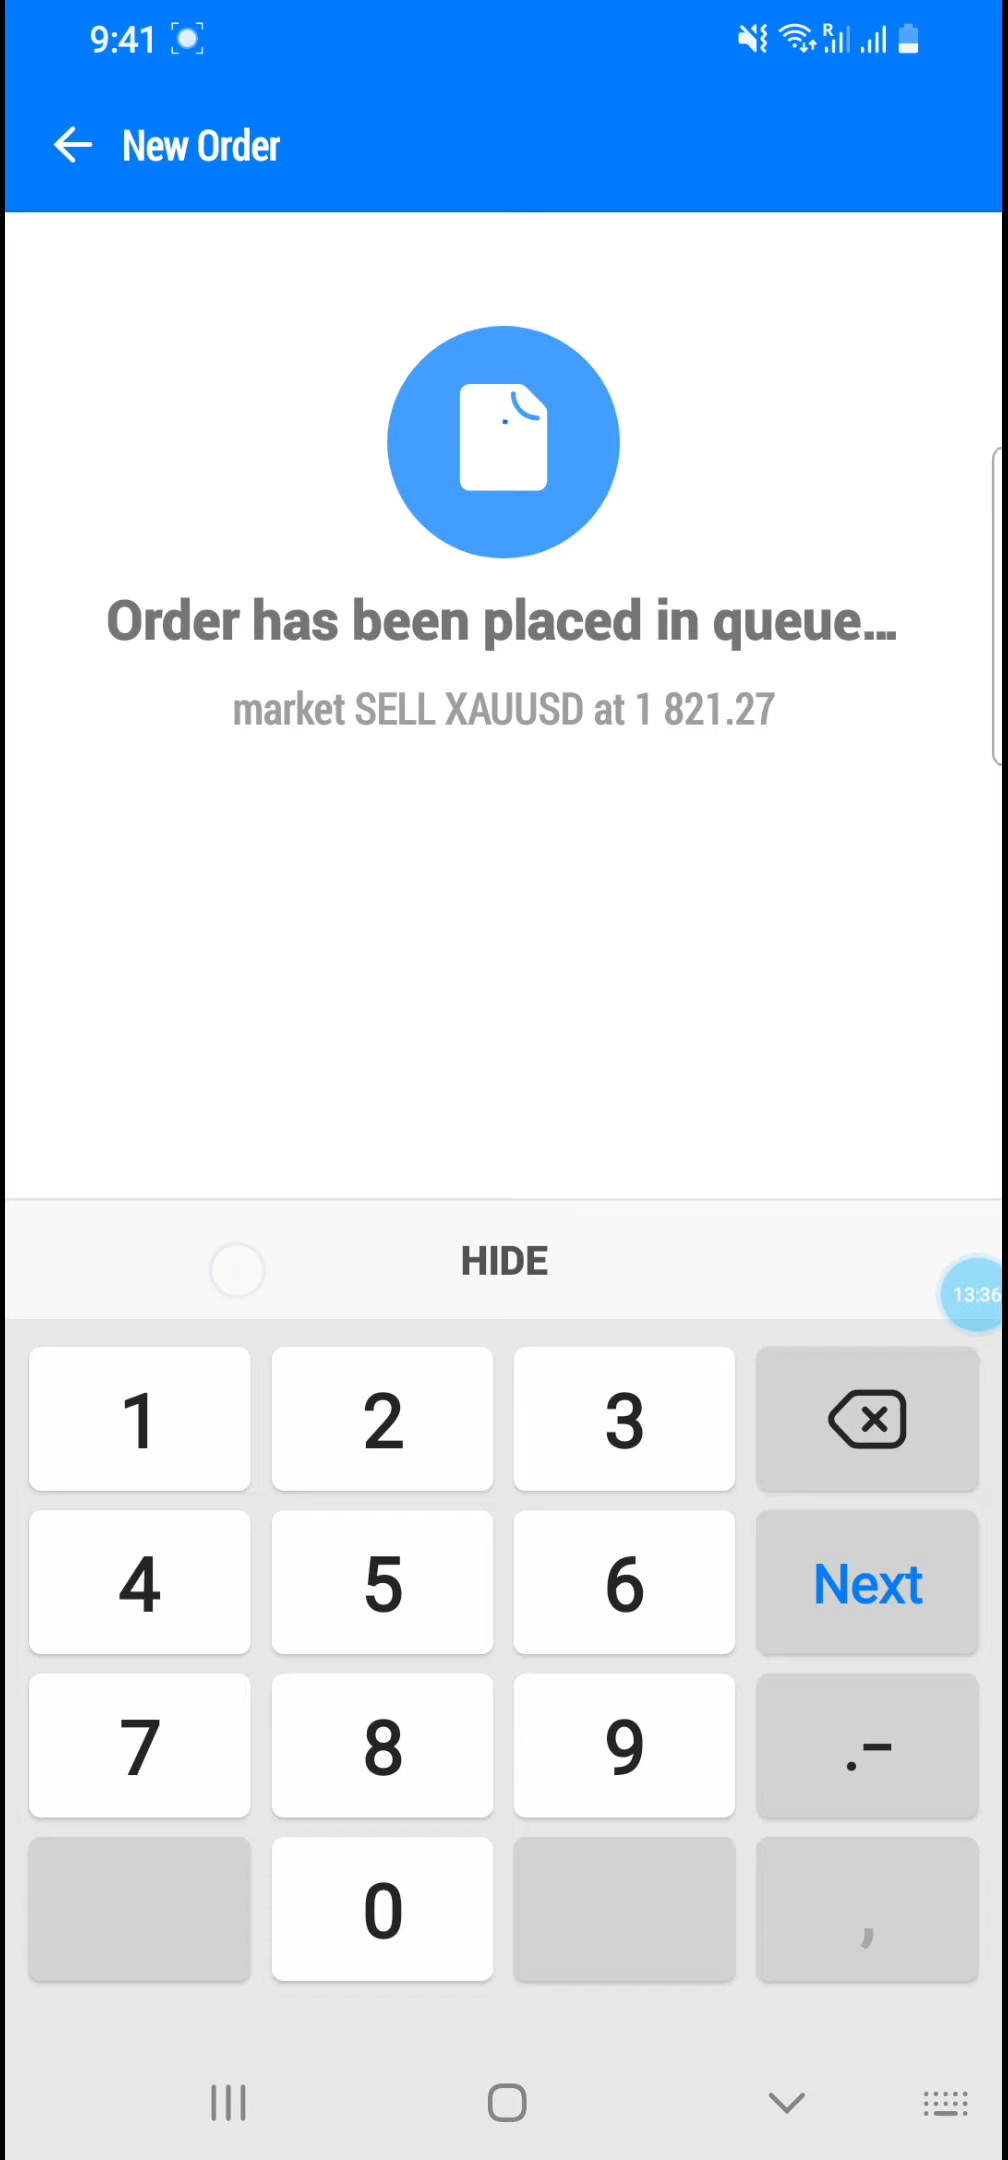 9:41
R
New Order
Order has been placed in queue...
market SELL XAUUSD at 1 821.27
HIDE
13:36
1 2 3
4 5 6 Next
7 8 9 .-
0 ,